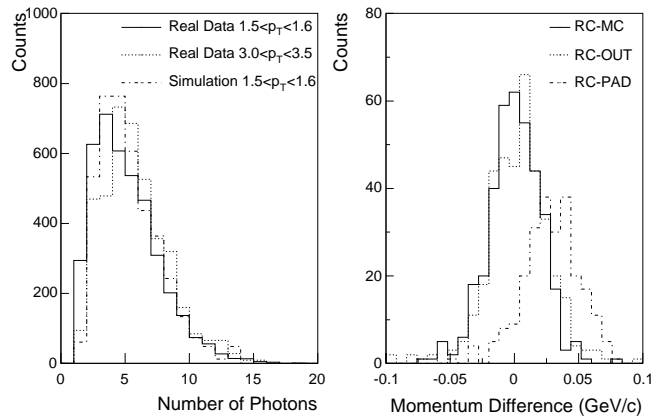 Counts
1000
800
600
400
200
0
0
5
10
15
20
Number of Photons
Real Data 1.5<p_T<1.6
Real Data 3.0<p_T<3.5
Simulation 1.5<p_T<1.6
Counts
80
60
40
20
0
-0.1
-0.05
0
0.05
0.1
Momentum Difference (GeV/c)
RC-MC
RC-OUT
RC-PAD